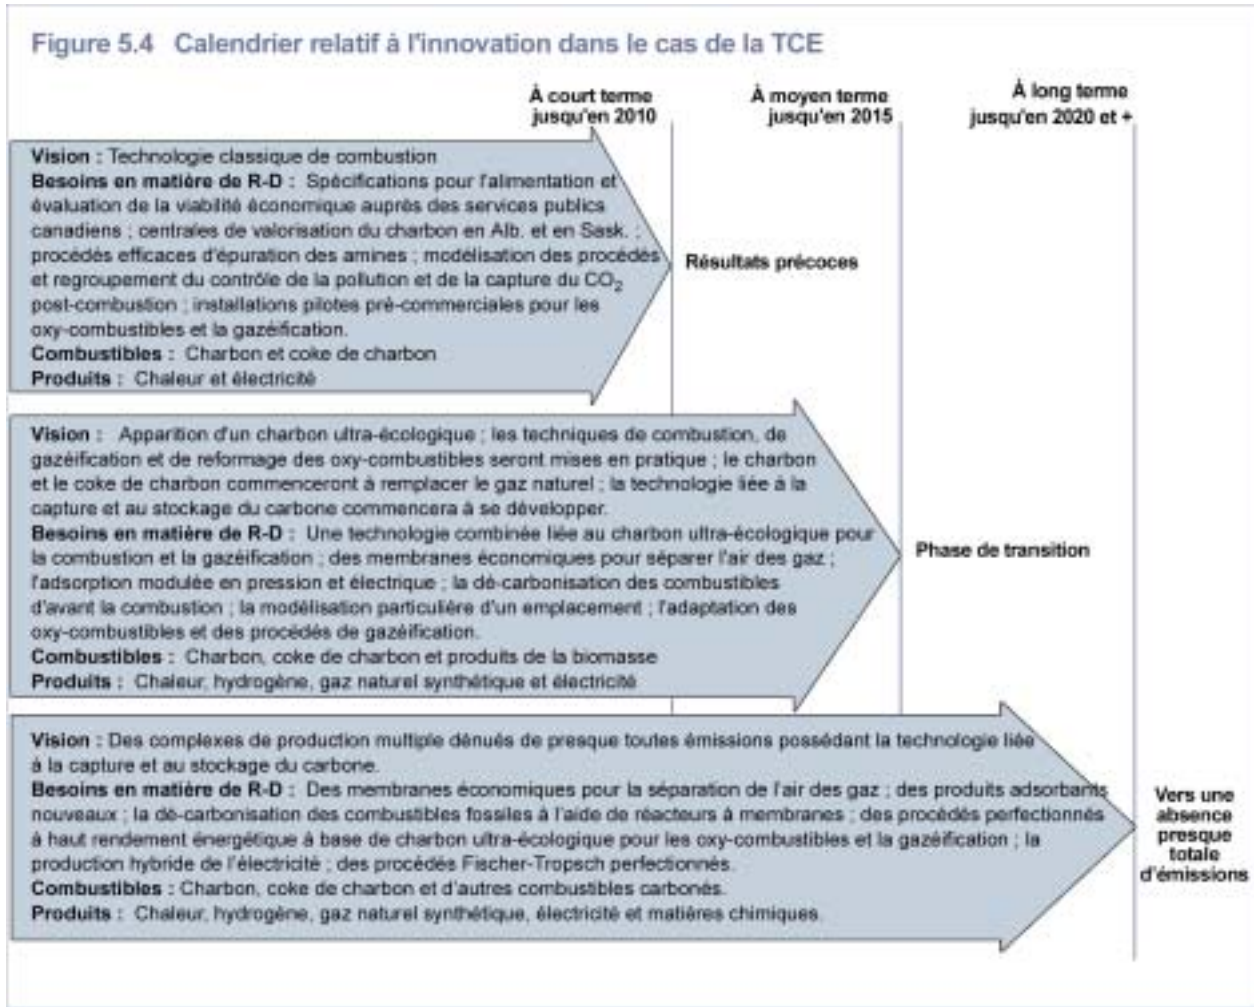 Figure 5.4 Calendrier relatif à l'innovation dans le cas de la TCE
À court terme
jusqu'en 2010
À moyen terme
jusqu'en 2015
À long terme
jusqu'en 2020 et +
Vision : Technologie classique de combustion
Besoins en matière de R-D : Spécifications pour l'alimentation et
évaluation de la viabilité économique auprès des services publics
canadiens ; centrales de valorisation du charbon en Alb. et en Sask. ;
procédés efficaces d'épuration des amines ; modélisation des procédés
et regroupement du contrôle de la pollution et de la capture du CO2
post-combustion ; installations pilotes pré-commerciales pour les
oxy-combustibles et la gazéification.
Combustibles : Charbon et coke de charbon
Produits : Chaleur et électricité
Résultats précoces
Vision : Apparition d'un charbon ultra-écologique ; les techniques de combustion, de
gazéification et de reformage des oxy-combustibles seront mises en pratique ; le charbon
et le coke de charbon commenceront à remplacer le gaz naturel ; la technologie liée à la
capture et au stockage du carbone commencera à se développer.
Besoins en matière de R-D : Une technologie combinée liée au charbon ultra-écologique pour
la combustion et la gazéification ; des membranes économiques pour séparer l'air des gaz ;
l'adsorption modulée en pression et électrique ; la dé-carbonisation des combustibles
d'avant la combustion ; la modélisation particulière d'un emplacement ; l'adaptation des
oxy-combustibles et des procédés de gazéification.
Combustibles : Charbon, coke de charbon et produits de la biomasse
Produits : Chaleur, hydrogène, gaz naturel synthétique et électricité
Phase de transition
Vision : Des complexes de production multiple dénués de presque toutes émissions possédant la technologie liée
à la capture et au stockage du carbone.
Besoins en matière de R-D : Des membranes économiques pour la séparation de l'air des gaz ; des produits adsorbants
nouveaux ; la dé-carbonisation des combustibles fossiles à l'aide de réacteurs à membranes ; des procédés perfectionnés
à haut rendement énergétique à base de charbon ultra-écologique pour les oxy-combustibles et la gazéification ; la
production hybride de l'électricité ; des procédés Fischer-Tropsch perfectionnés.
Combustibles : Charbon, coke de charbon et d'autres combustibles carbonés.
Produits : Chaleur, hydrogène, gaz naturel synthétique, électricité et matières chimiques.
Vers une
absence
presque
totale
d'émissions